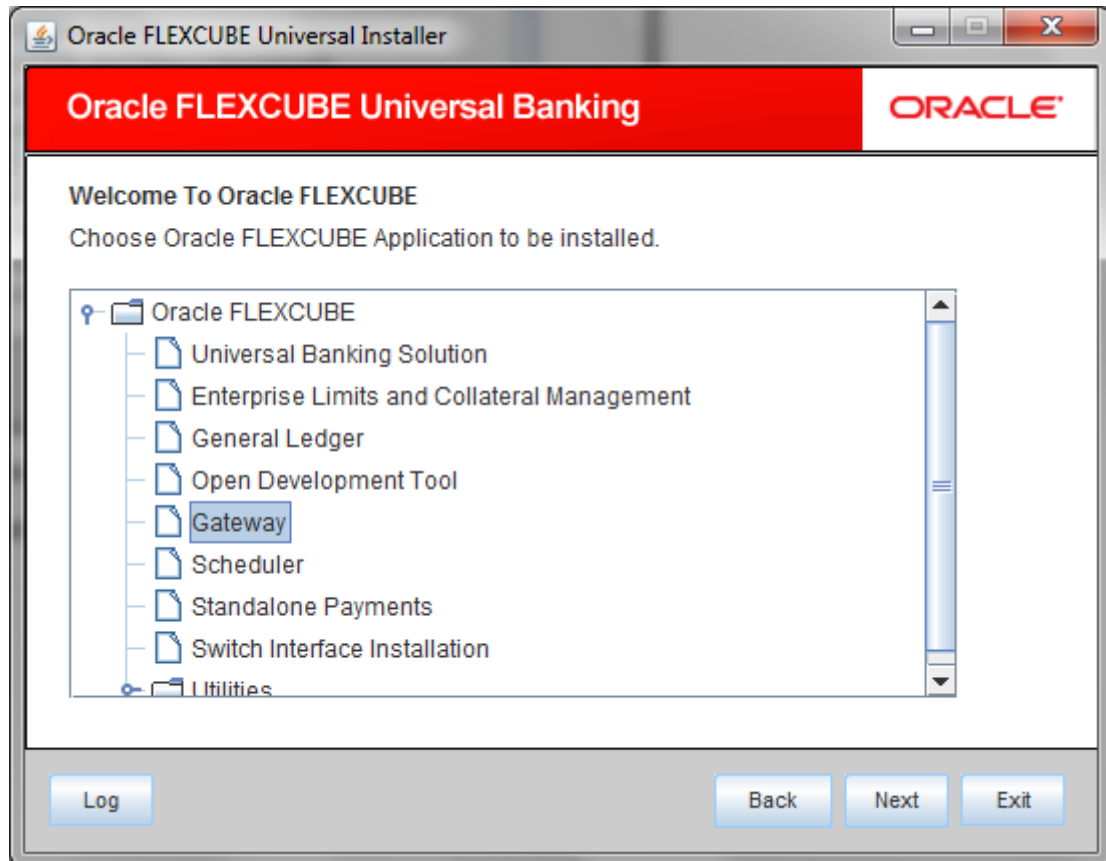 Oracle FLEXCUBE Universal Installer
Oracle FLEXCUBE Universal Banking
ORACLE
Welcome To Oracle FLEXCUBE
Choose Oracle FLEXCUBE Application to be installed.
Oracle FLEXCUBE
Universal Banking Solution
Enterprise Limits and Collateral Management
General Ledger
Open Development Tool
Gateway
Scheduler
Standalone Payments
Switch Interface Installation
Utilities
Log
Back
Next
Exit